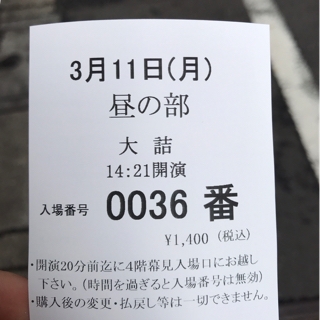 3月11日(月)
昼の部
大 詰
14:21開演
入場番号 0036 番
¥1,400 (税込)
・開演20分前迄に4階幕見入場口にお越し
下さい。(時間を過ぎると入場番号は無効)
・購入後の変更・払戻し等は一切できません。